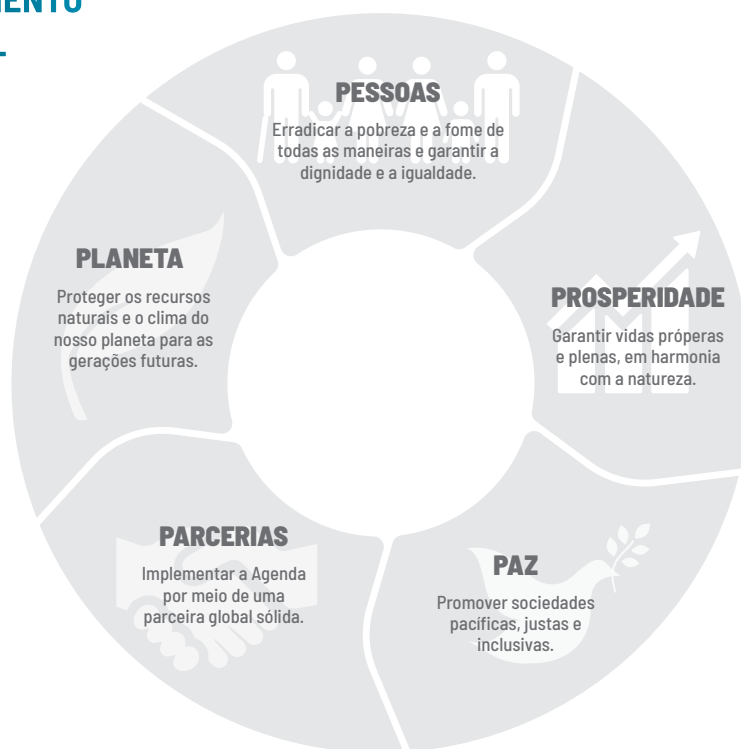 PESSOAS
Erradicar a pobreza e a fome de
todas as maneiras e garantir a
dignidade e a igualdade.
PLANETA
Proteger os recursos
naturais e o clima do
nosso planeta para as
gerações futuras.
PROSPERIDADE
Garantir vidas próperas
e plenas, em harmonia
com a natureza.
PARCERIAS
Implementar a Agenda
por meio de uma
parceira global sólida.
PAZ
Promover sociedades
pacíficas, justas e
inclusivas.